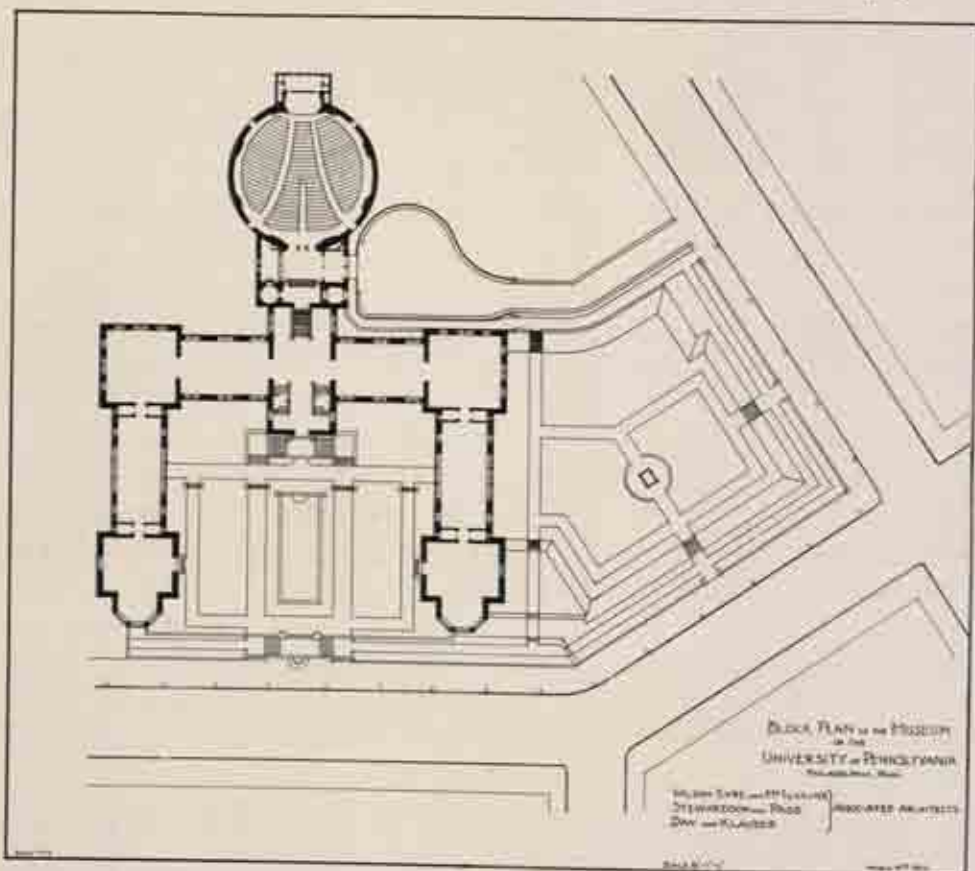 BLOCK PLAN OF THE MUSEUM
OF THE
UNIVERSITY OF PENNSYLVANIA
PHILADELPHIA
WILSON EYRE AND McILVAINE
STEWARDSON AND PAGE
DAY AND KLAUDER
ASSOCIATED ARCHITECTS